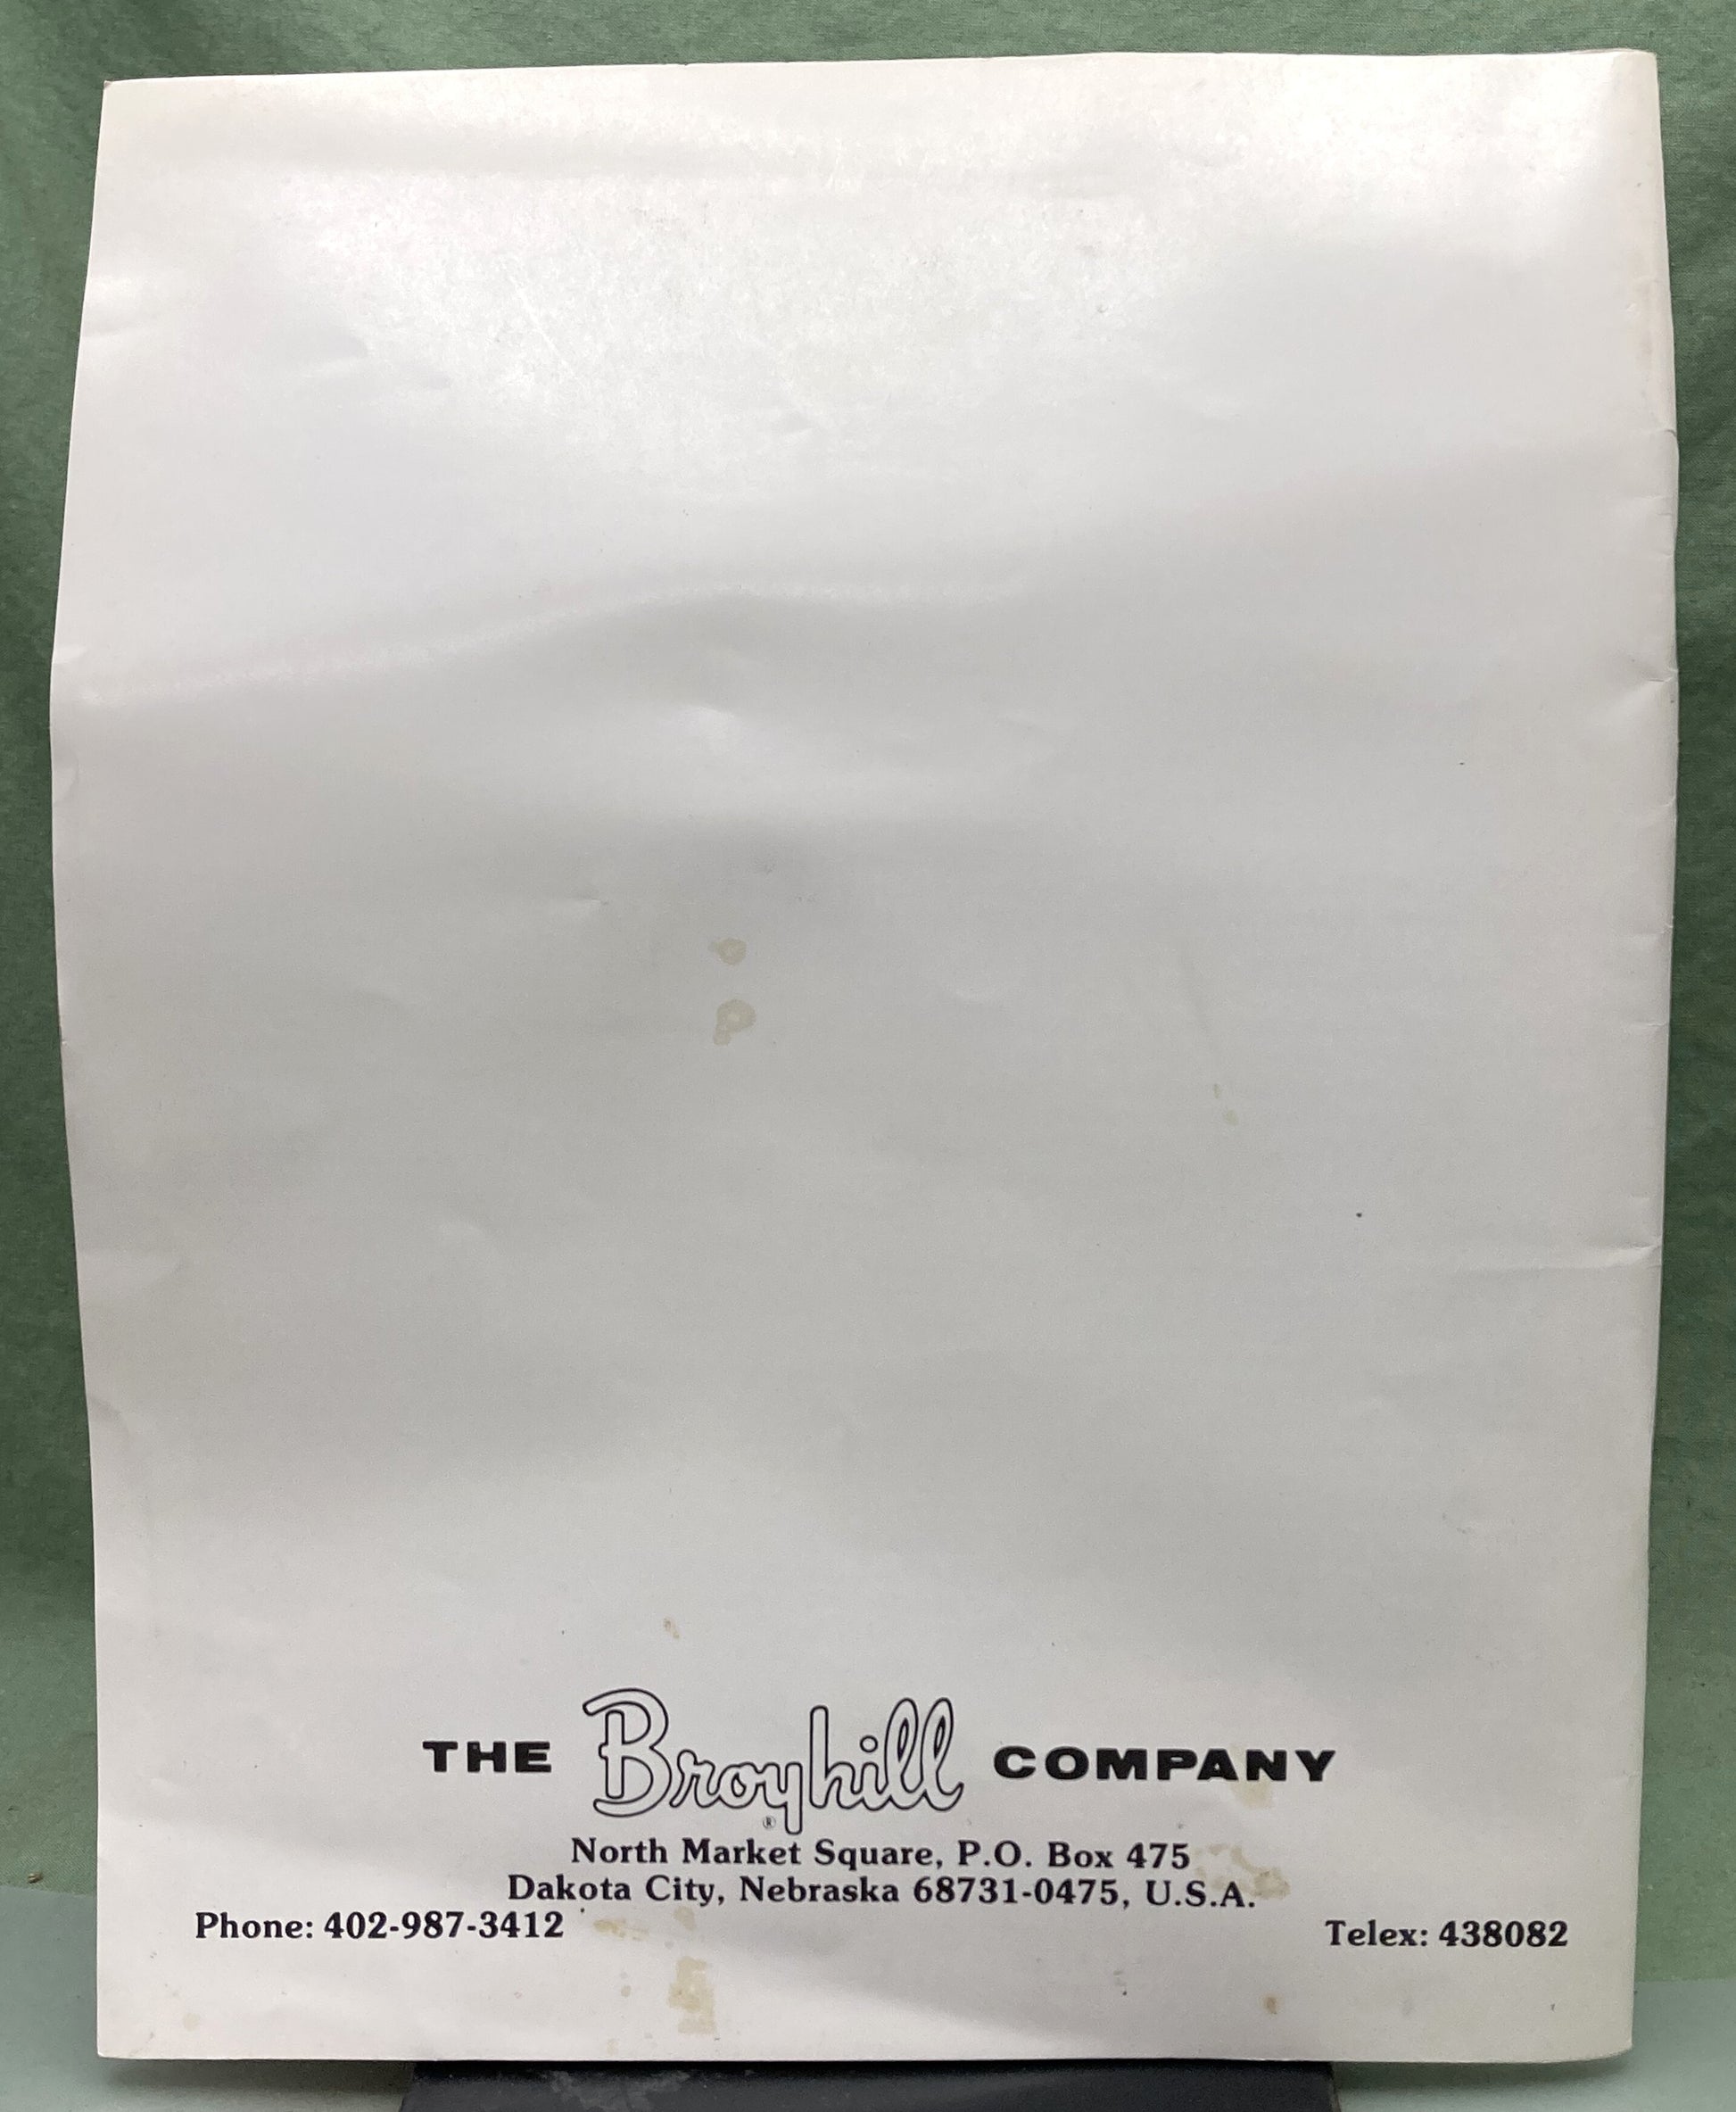 THE Broyhill® COMPANY
North Market Square, P.O. Box 475
Dakota City, Nebraska 68731-0475, U.S.A.
Phone: 402-987-3412 Telex: 438082